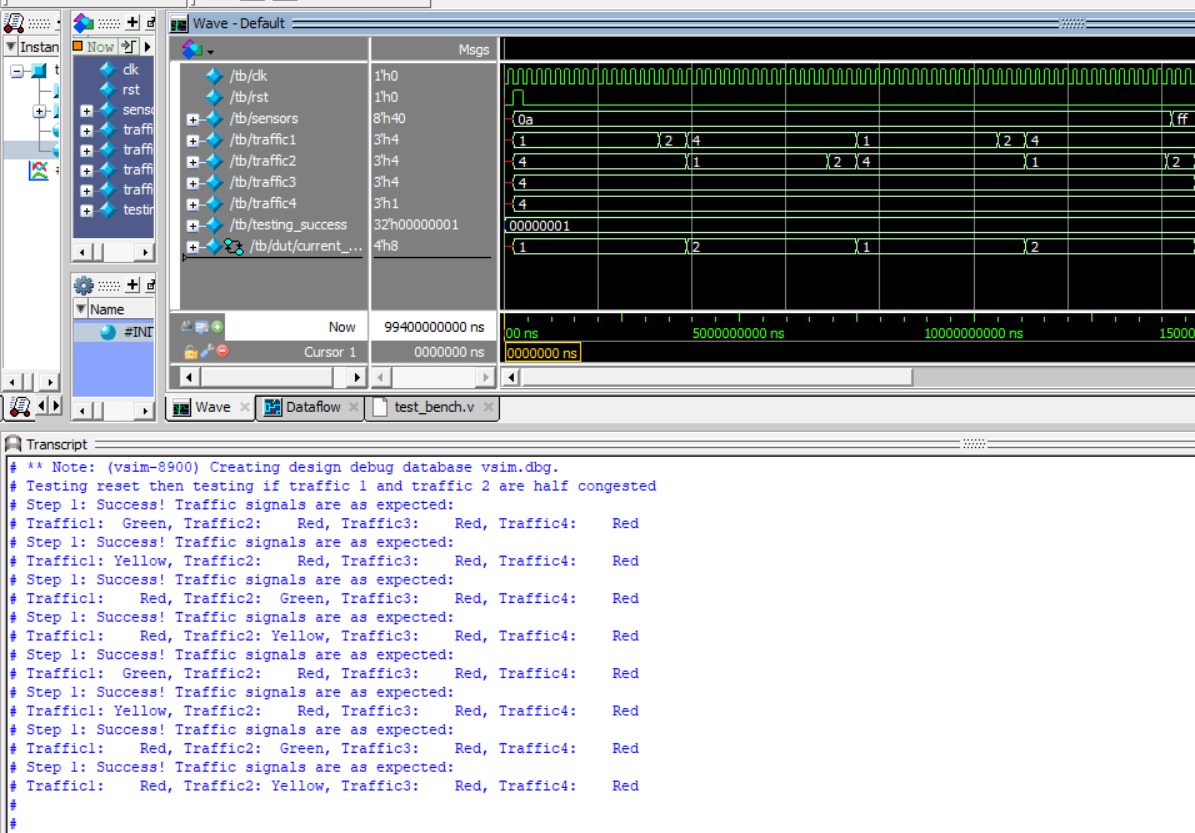 Wave - Default
Instan
Now
Msgs
clk
rst
senso
traffi
traffi
traffi
traffi
testin
/tb/clk 1'h0
/tb/rst 1'h0
/tb/sensors 8'h40 0a ff
/tb/traffic1 3'h4 1 2 4 1 2 4
/tb/traffic2 3'h4 4 1 2 4 1 2
/tb/traffic3 3'h4 4
/tb/traffic4 3'h1 4
/tb/testing_success 32'h00000001 00000001
/tb/dut/current_... 4'h8 1 2 1 2
Name
#INI
Now 99400000000 ns 00 ns 5000000000 ns 10000000000 ns 15000
Cursor 1 0000000 ns 0000000 ns
Wave Dataflow test_bench.v
Transcript
# ** Note: (vsim-8900) Creating design debug database vsim.dbg.
# Testing reset then testing if traffic 1 and traffic 2 are half congested
# Step 1: Success! Traffic signals are as expected:
# Traffic1: Green, Traffic2: Red, Traffic3: Red, Traffic4: Red
# Step 1: Success! Traffic signals are as expected:
# Traffic1: Yellow, Traffic2: Red, Traffic3: Red, Traffic4: Red
# Step 1: Success! Traffic signals are as expected:
# Traffic1: Red, Traffic2: Green, Traffic3: Red, Traffic4: Red
# Step 1: Success! Traffic signals are as expected:
# Traffic1: Red, Traffic2: Yellow, Traffic3: Red, Traffic4: Red
# Step 1: Success! Traffic signals are as expected:
# Traffic1: Green, Traffic2: Red, Traffic3: Red, Traffic4: Red
# Step 1: Success! Traffic signals are as expected:
# Traffic1: Yellow, Traffic2: Red, Traffic3: Red, Traffic4: Red
# Step 1: Success! Traffic signals are as expected:
# Traffic1: Red, Traffic2: Green, Traffic3: Red, Traffic4: Red
# Step 1: Success! Traffic signals are as expected:
# Traffic1: Red, Traffic2: Yellow, Traffic3: Red, Traffic4: Red
#
#